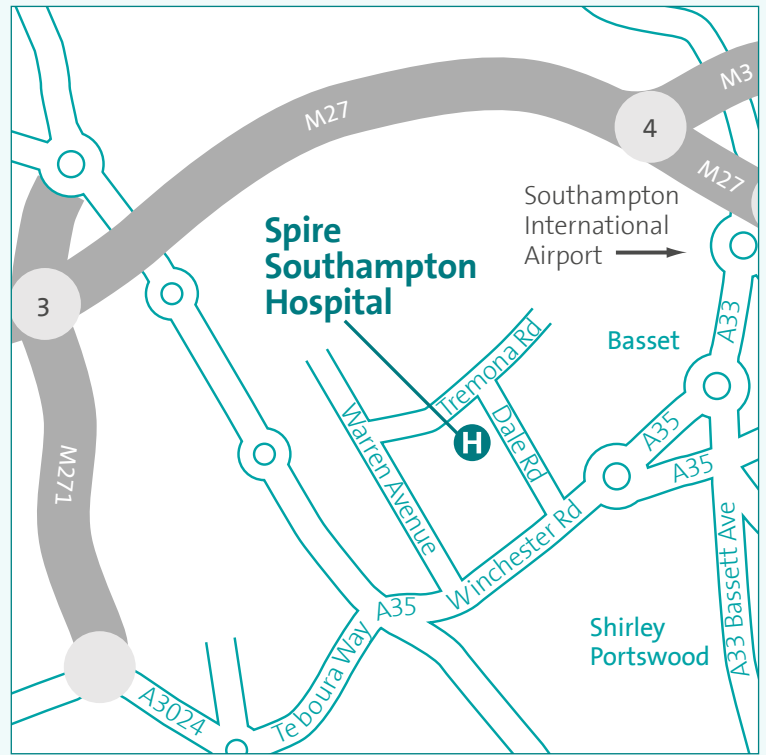 M3
M27
4
M27
Southampton
International
Airport
Spire
Southampton
Hospital
3
A33
Basset
Tremona Rd
H
Warren Avenue
Dale Rd
A35
A35
M271
Winchester Rd
A35
A33 Bassett Ave
Shirley
Portswood
Teboura Way
A3024